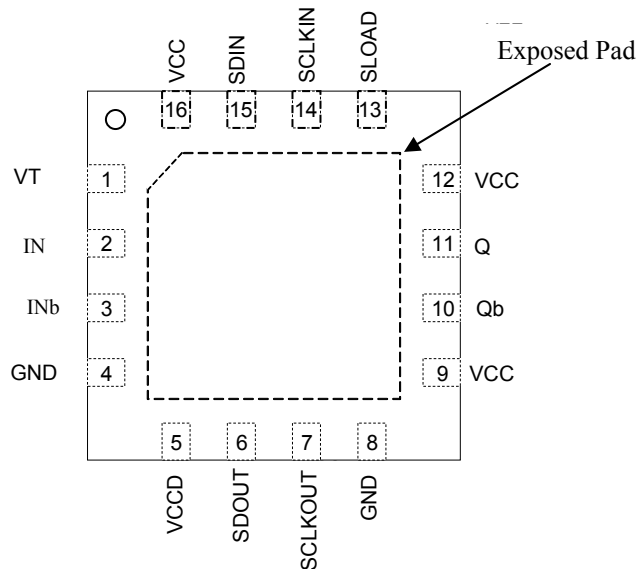 Exposed Pad
VCC
SDIN
SCLKIN
SLOAD
16
15
14
13
VT
1
12
VCC
IN
2
11
Q
INb
3
10
Qb
GND
4
9
VCC
5
6
7
8
VCCD
SDOUT
SCLKOUT
GND